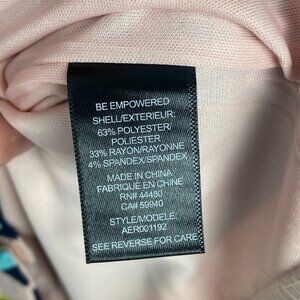 BE EMPOWERED
SHELL/EXTERIEUR:
63% POLYESTER/
POLIESTER
33% RAYON/RAYONNE
4% SPANDEX/SPANDEX
MADE IN CHINA
FABRIQUE EN CHINE
RN# 44480
CA# 59940
STYLE/MODELE:
AER001192
SEE REVERSE FOR CARE